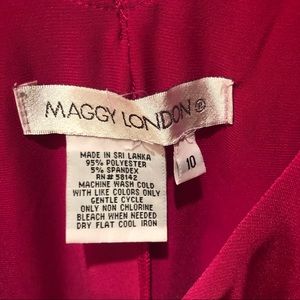 MAGGY LONDON®
10
MADE IN SRI LANKA
95% POLYESTER
5% SPANDEX
RN# 58142
MACHINE WASH COLD
WITH LIKE COLORS ONLY
GENTLE CYCLE
ONLY NON CHLORINE
BLEACH WHEN NEEDED
DRY FLAT COOL IRON